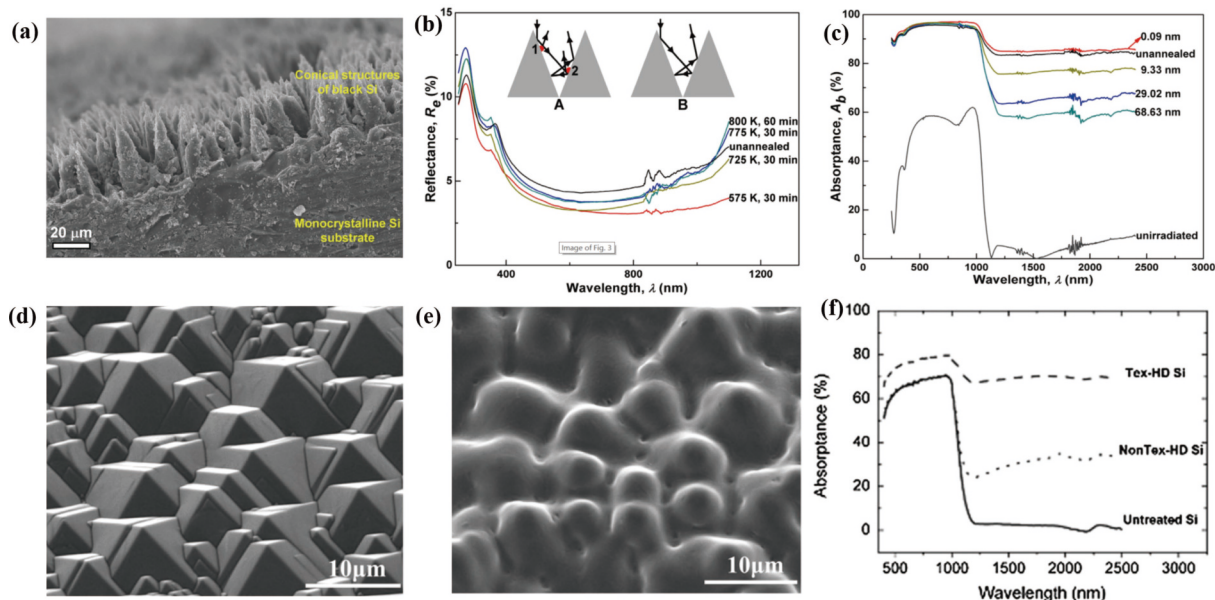 (a)
Conical structures
of black Si
Monocrystalline Si
substrate
20 μm
(b)
Reflectance, Re (%)
15
10
5
0
400
800
1200
Wavelength, λ (nm)
1
2
A
B
800 K, 60 min
775 K, 30 min
unannealed
725 K, 30 min
575 K, 30 min
Image of Fig. 3
(c)
Absorptance, Ab (%)
100
80
60
40
20
0
0
500
1000
1500
2000
2500
3000
Wavelength, λ (nm)
0.09 nm
unannealed
9.33 nm
29.02 nm
68.63 nm
unirradiated
(d)
10μm
(e)
10μm
(f)
Absorptance (%)
100
80
60
40
20
0
500
1000
1500
2000
2500
3000
Wavelength (nm)
Tex-HD Si
NonTex-HD Si
Untreated Si